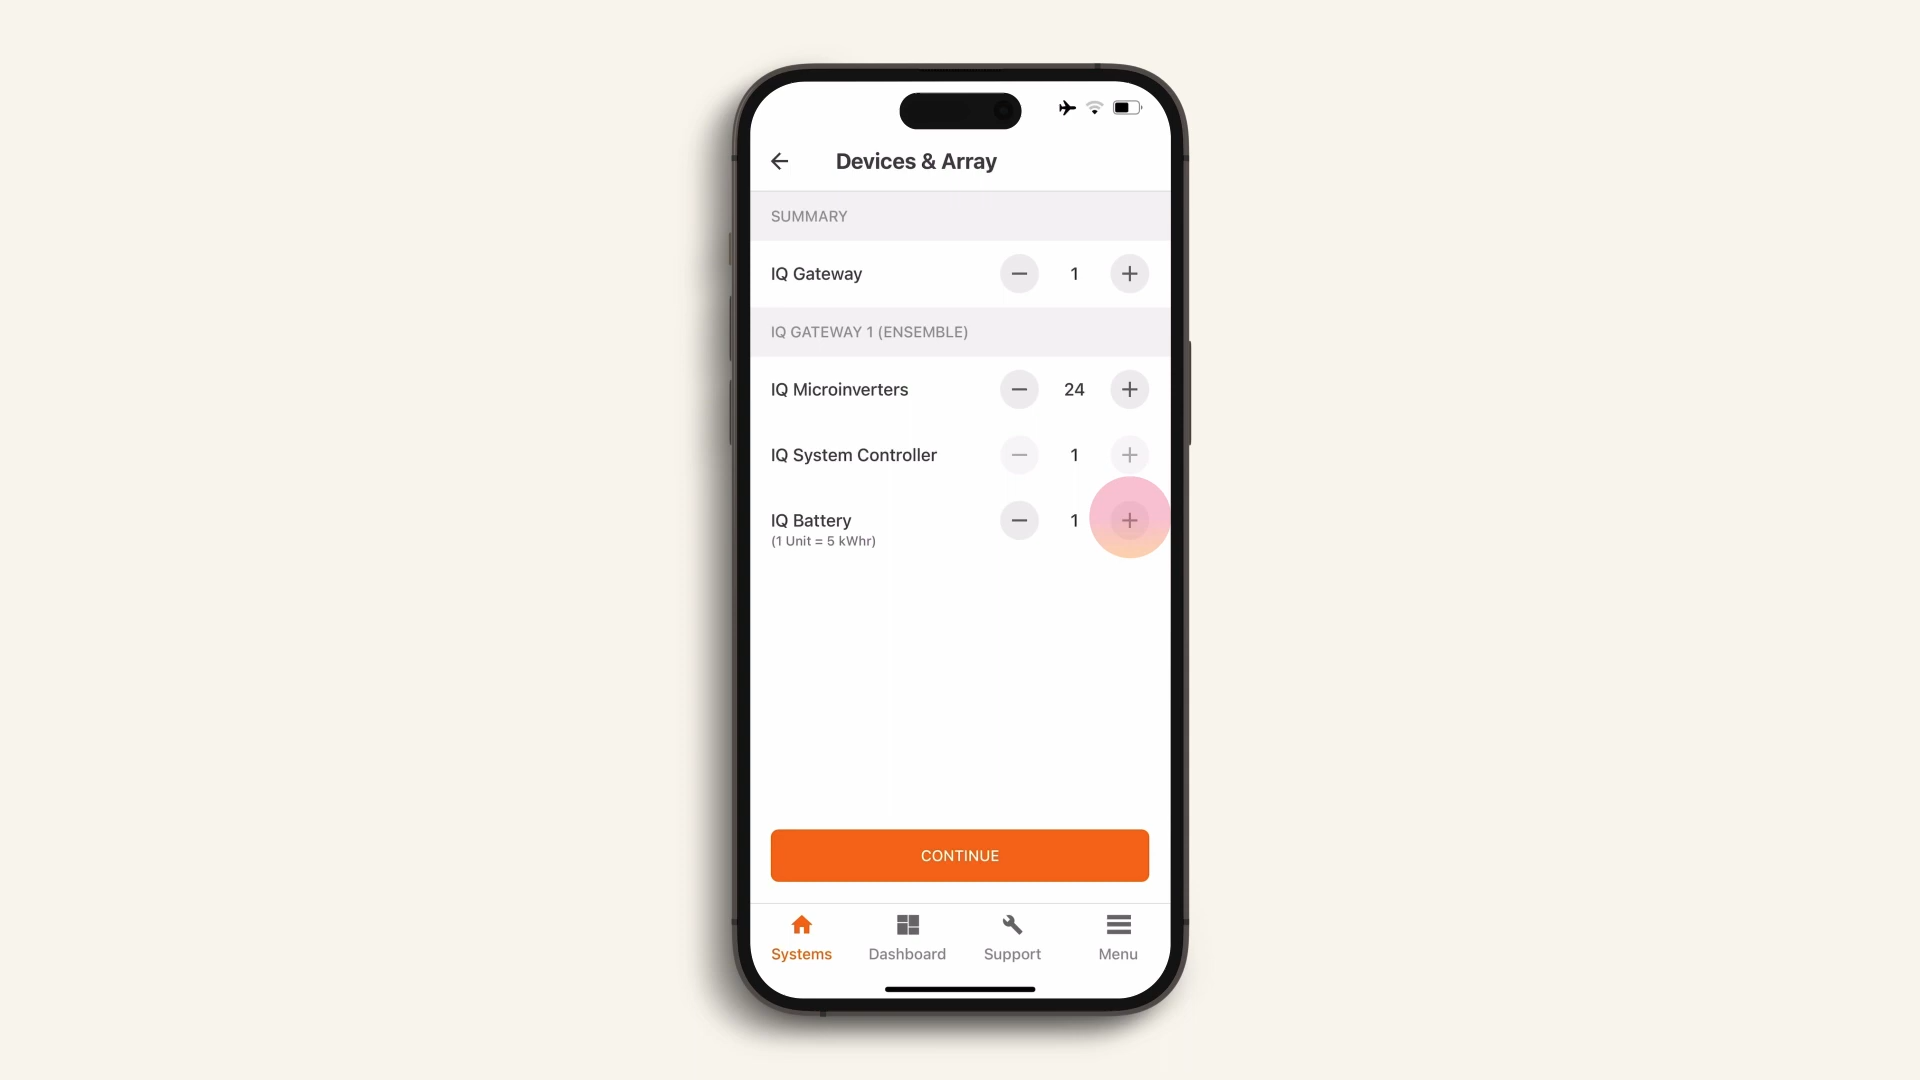 Devices & Array
SUMMARY
IQ Gateway
1
IQ GATEWAY 1 (ENSEMBLE)
IQ Microinverters
24
IQ System Controller
1
IQ Battery
1
(1 Unit = 5 kWhr)
CONTINUE
Systems
Dashboard
Support
Menu